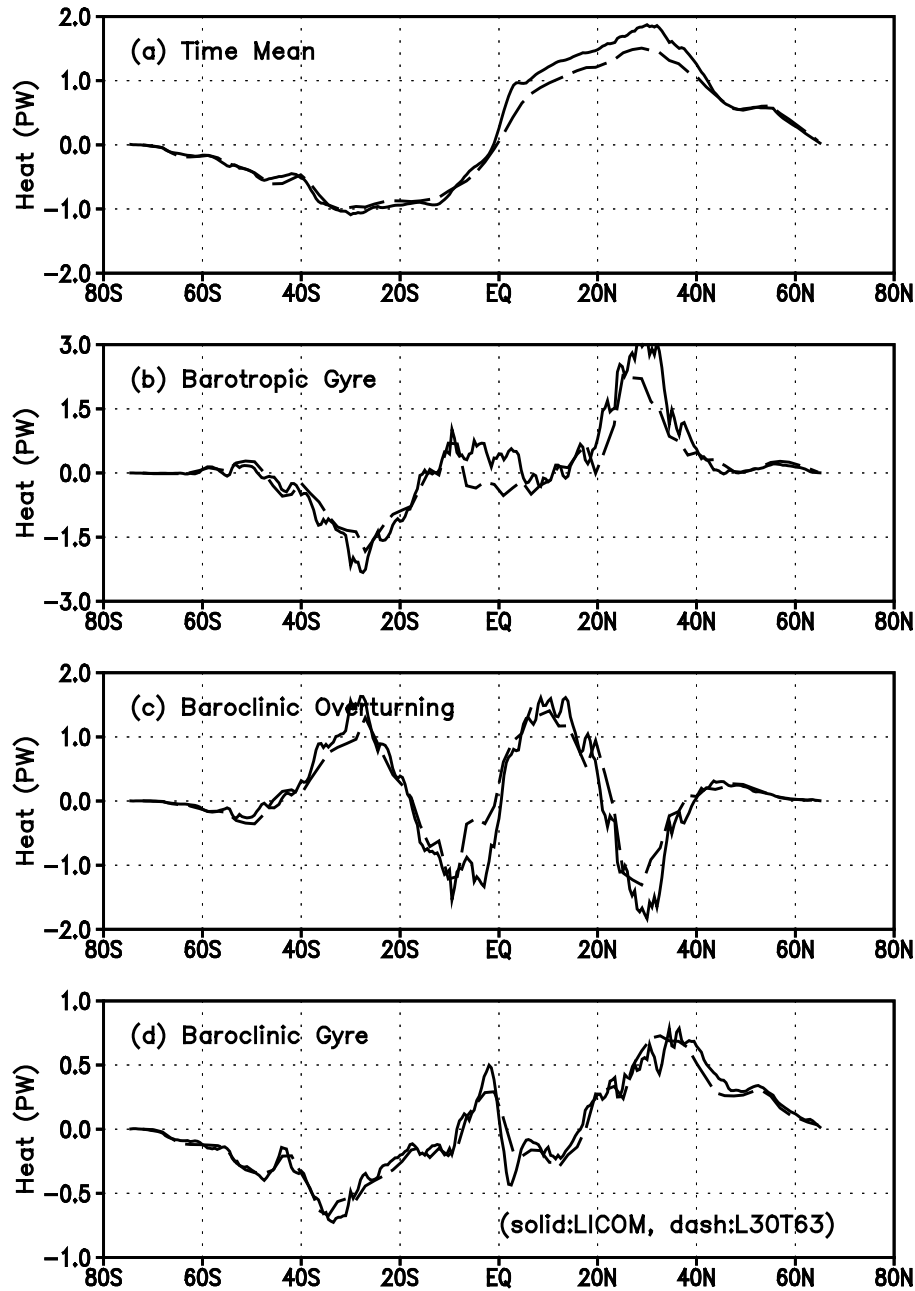 2.0
(a) Time Mean
1.0
Heat (PW)
0.0
−1.0
−2.0
80S 60S 40S 20S EQ 20N 40N 60N 80N
3.0
(b) Barotropic Gyre
1.5
Heat (PW)
0.0
−1.5
−3.0
80S 60S 40S 20S EQ 20N 40N 60N 80N
2.0
(c) Baroclinic Overturning
1.0
Heat (PW)
0.0
−1.0
−2.0
80S 60S 40S 20S EQ 20N 40N 60N 80N
1.0
(d) Baroclinic Gyre
0.5
Heat (PW)
0.0
−0.5
(solid:LICOM, dash:L30T63)
−1.0
80S 60S 40S 20S EQ 20N 40N 60N 80N